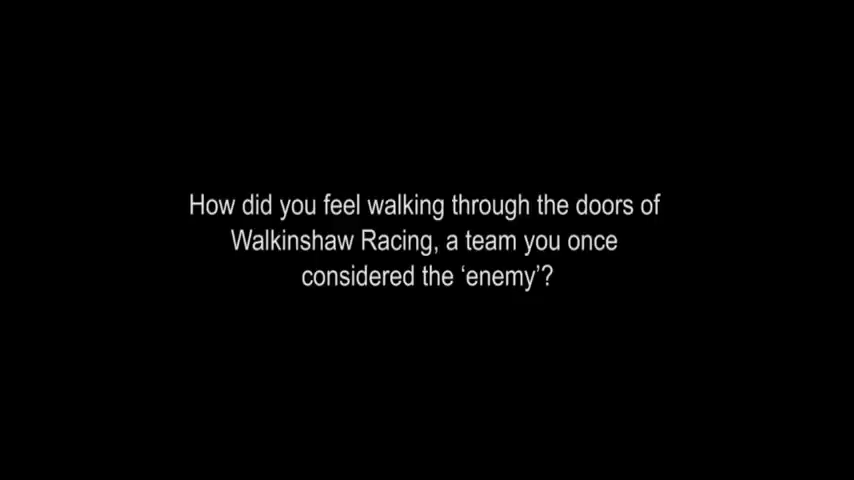 How did you feel walking through the doors of
Walkinshaw Racing, a team you once
considered the ‘enemy’?